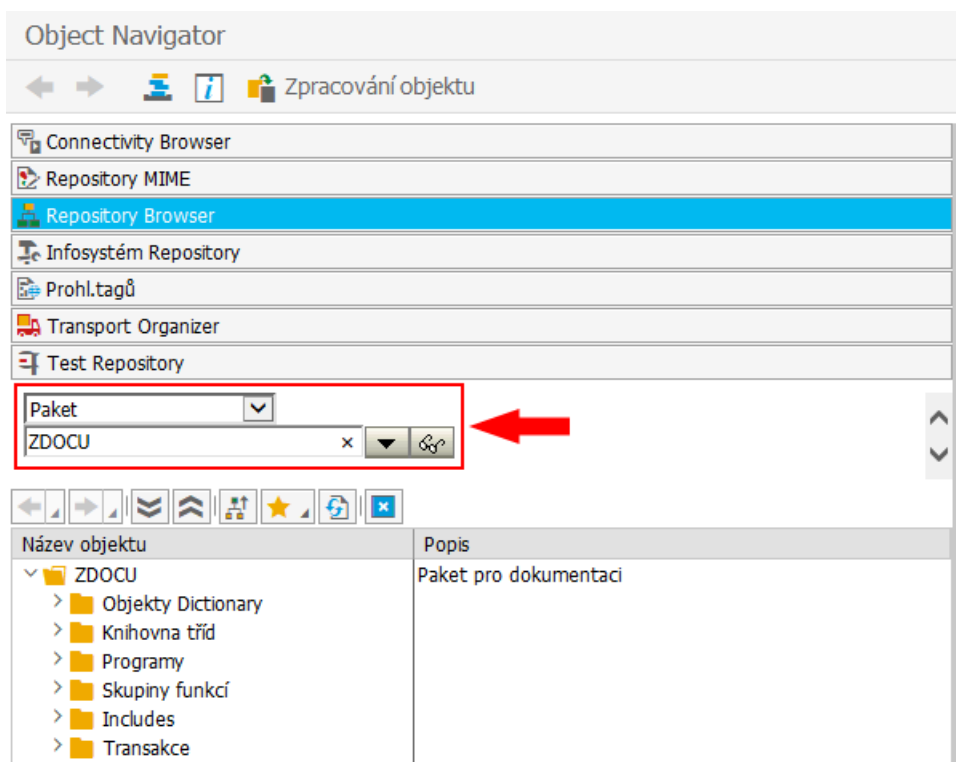 Object Navigator
Zpracování objektu
Connectivity Browser
Repository MIME
Repository Browser
Infosystém Repository
Prohl.tagů
Transport Organizer
Test Repository
Paket
ZDOCU
Název objektu Popis
ZDOCU Paket pro dokumentaci
Objekty Dictionary
Knihovna tříd
Programy
Skupiny funkcí
Includes
Transakce